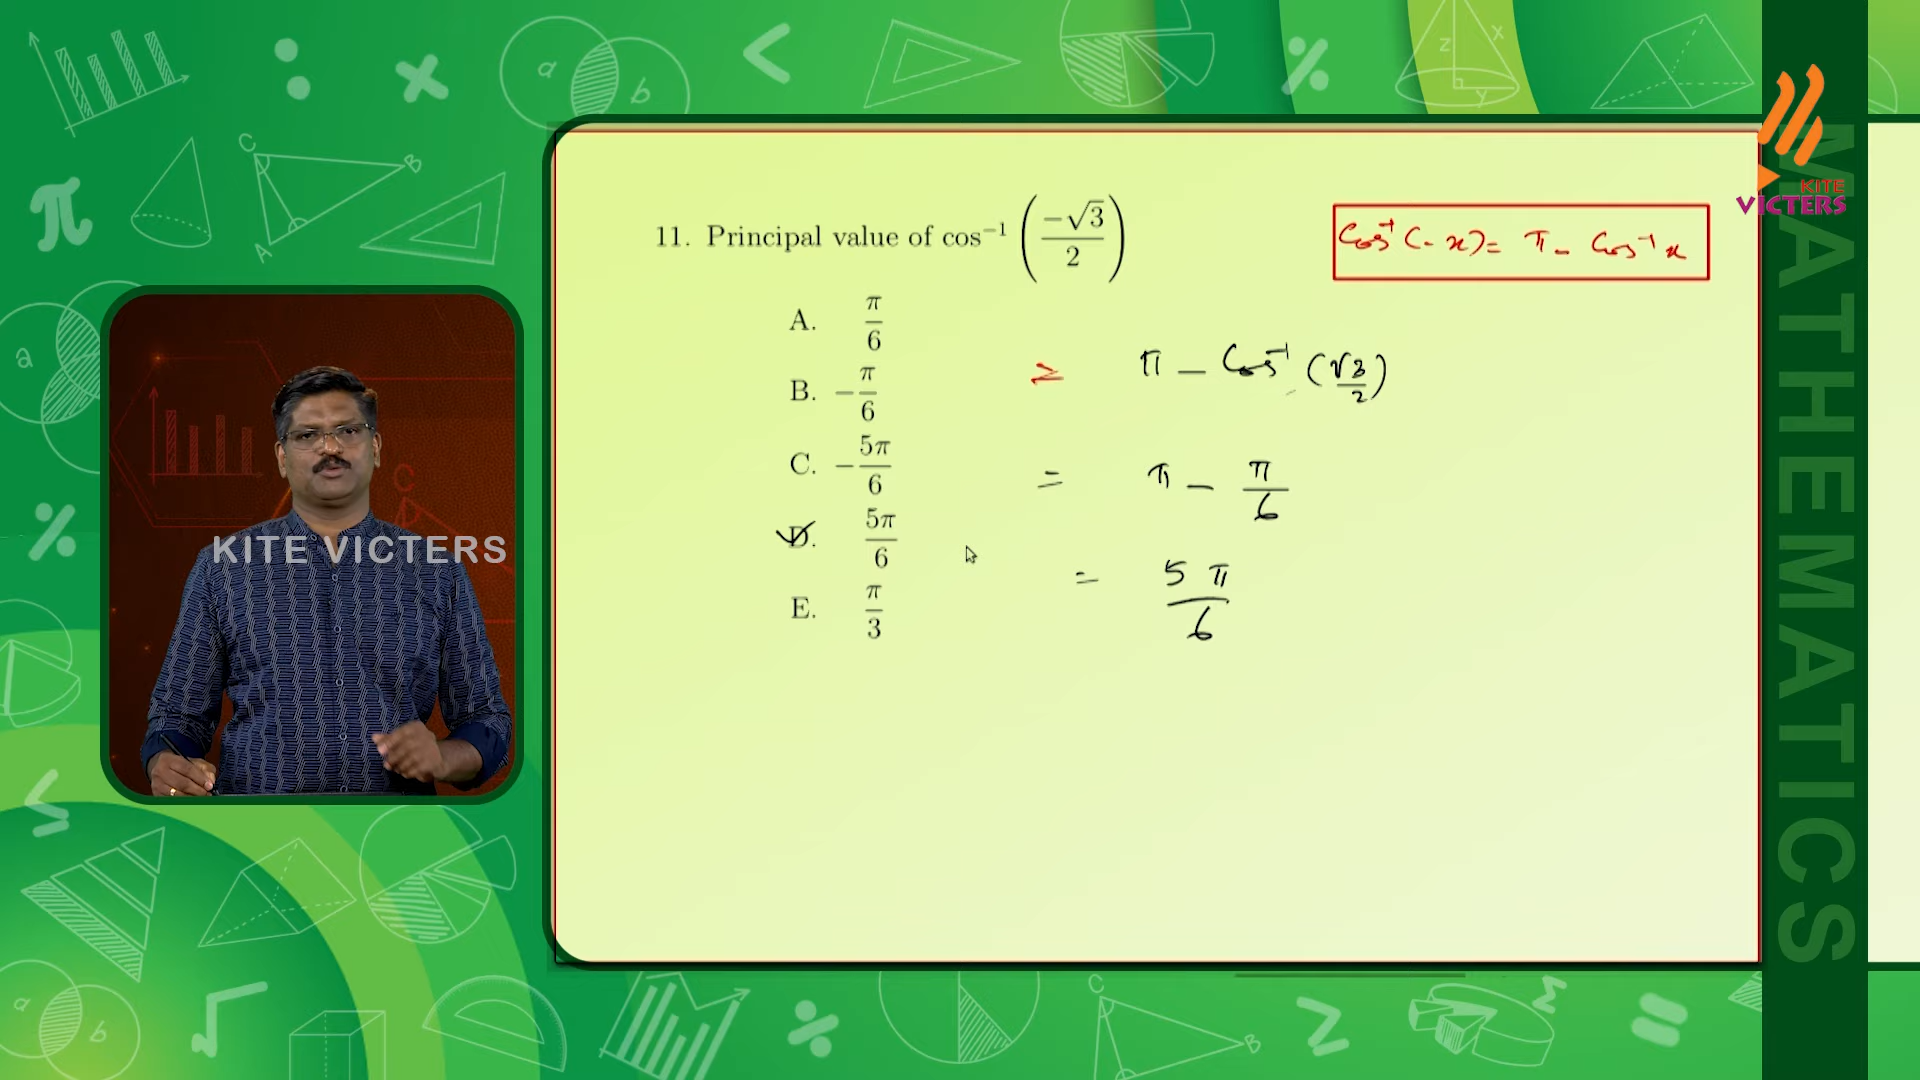 11. Principal value of cos⁻¹ (−√3/2)
cos⁻¹(-x) = π - cos⁻¹x
A. π/6
B. −π/6
C. −5π/6
D. 5π/6
E. π/3
= π - cos⁻¹(√3/2)
= π - π/6
= 5π/6
KITE VICTERS
KITE
VICTERS
MATHEMATICS
a
b
C
B
A
Z
X
Y
a
C
a
b
C
B